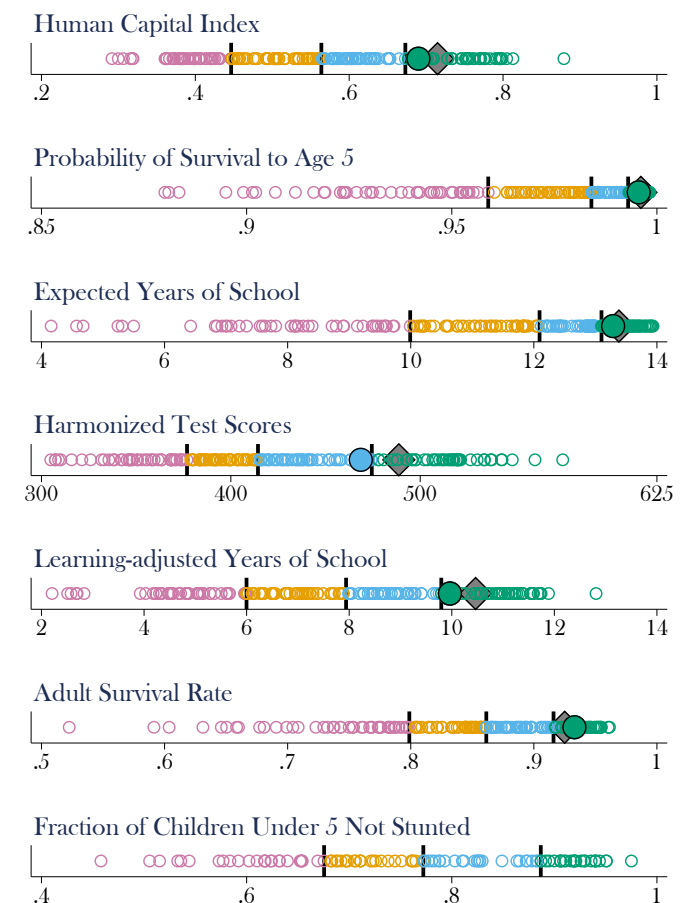 Human Capital Index
.2 .4 .6 .8 1
Probability of Survival to Age 5
.85 .9 .95 1
Expected Years of School
4 6 8 10 12 14
Harmonized Test Scores
300 400 500 625
Learning-adjusted Years of School
2 4 6 8 10 12 14
Adult Survival Rate
.5 .6 .7 .8 .9 1
Fraction of Children Under 5 Not Stunted
.4 .6 .8 1